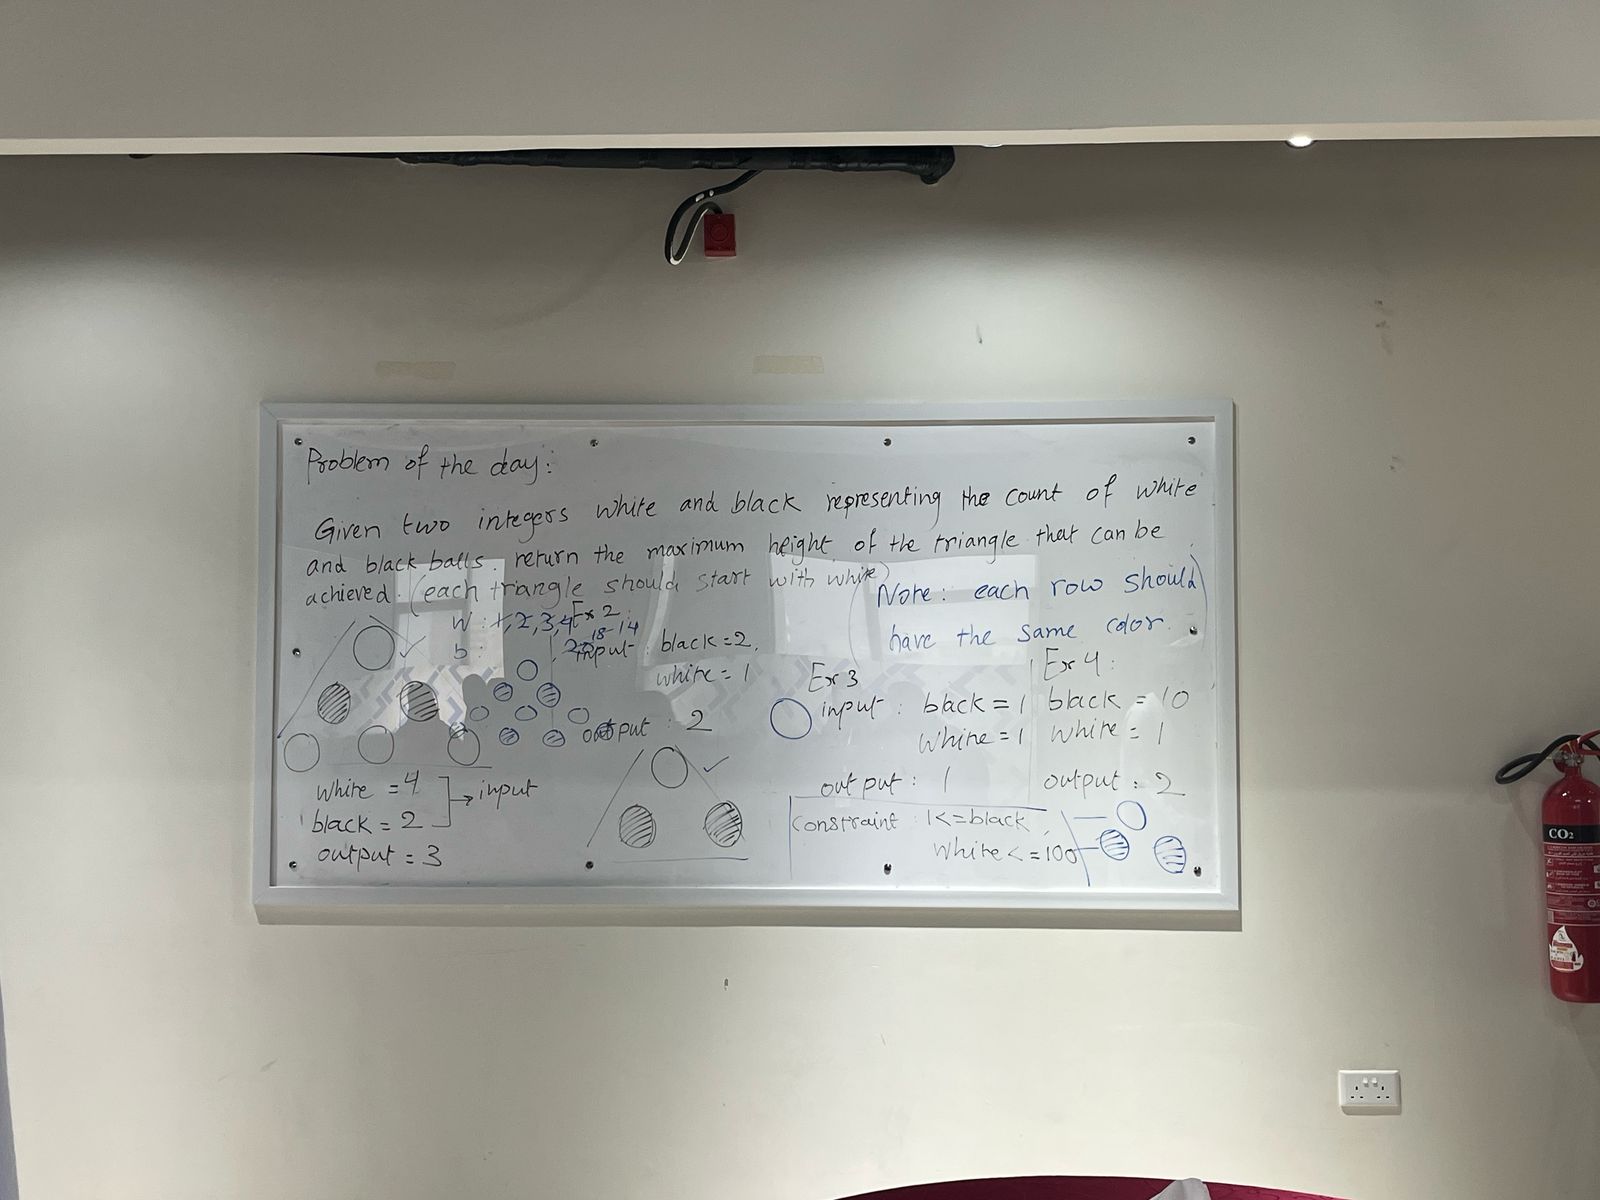 Problem of the day:
Given two integers white and black representing the count of white
and black balls. return the maximum height of the triangle that can be
achieved. (each triangle should start with white)
Note: each row should
have the same color.
w : 1, 2, 3, 4
b :
18-14
white = 4
black = 2
→ input
output = 3
Ex 2 :
input : black = 2,
white = 1
output : 2
Ex 3
input : black = 1
white = 1
output : 1
Ex 4 :
black = 10
white = 1
output : 2
constraint : 1<=black,
white<=100
CO₂